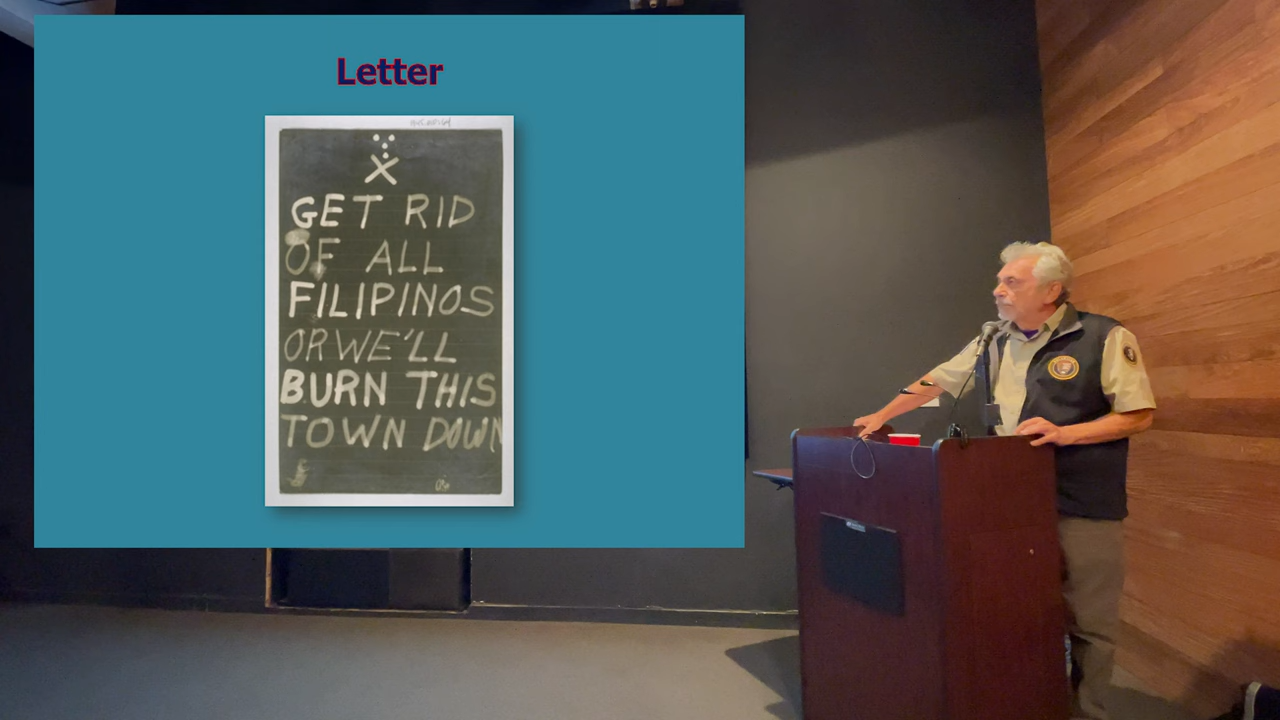 Letter
X
GET RID
OF ALL
FILIPINOS
OR WE'LL
BURN THIS
TOWN DOWN